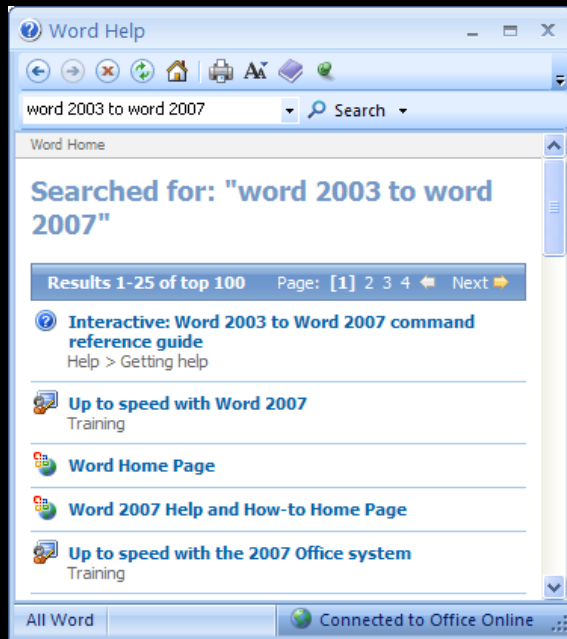 Word Help
word 2003 to word 2007
Search
Word Home
Searched for: "word 2003 to word
2007"
Results 1-25 of top 100 Page: [1] 2 3 4 Next
Interactive: Word 2003 to Word 2007 command
reference guide
Help > Getting help
Up to speed with Word 2007
Training
Word Home Page
Word 2007 Help and How-to Home Page
Up to speed with the 2007 Office system
Training
All Word Connected to Office Online